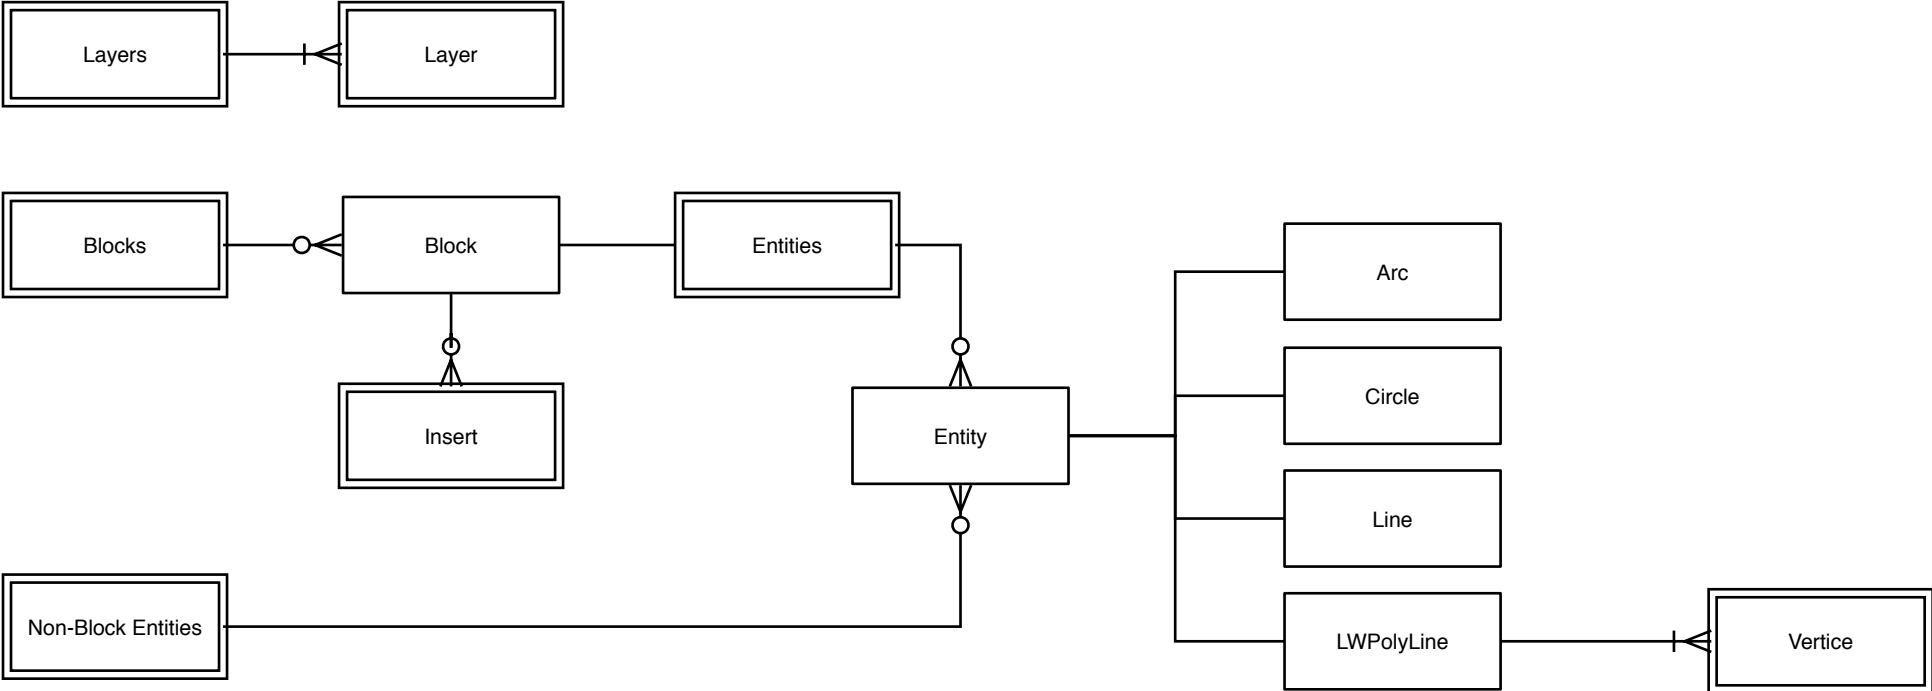 Layers
Layer
Blocks
Block
Entities
Arc
Circle
Insert
Entity
Line
Non-Block Entities
LWPolyLine
Vertice